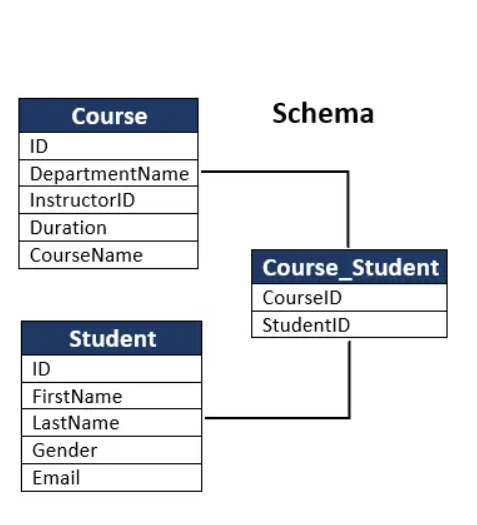 Schema
Course
ID
DepartmentName
InstructorID
Duration
CourseName
Course_Student
CourseID
StudentID
Student
ID
FirstName
LastName
Gender
Email